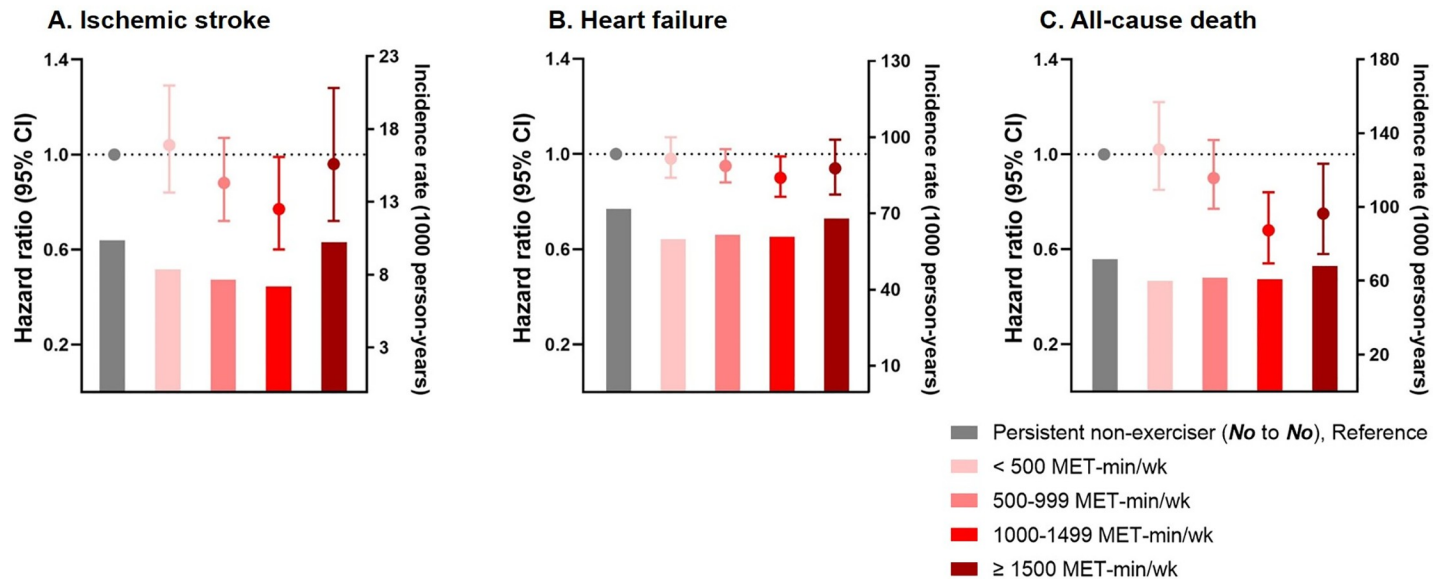 A. Ischemic stroke
Hazard ratio (95% CI)
1.4
1.0
0.6
0.2
23
18
13
8
3
Incidence rate (1000 person-years)
B. Heart failure
Hazard ratio (95% CI)
1.4
1.0
0.6
0.2
130
100
70
40
10
Incidence rate (1000 person-years)
C. All-cause death
Hazard ratio (95% CI)
1.4
1.0
0.6
0.2
180
140
100
60
20
Incidence rate (1000 person-years)
Persistent non-exerciser (No to No), Reference
< 500 MET-min/wk
500-999 MET-min/wk
1000-1499 MET-min/wk
≥ 1500 MET-min/wk